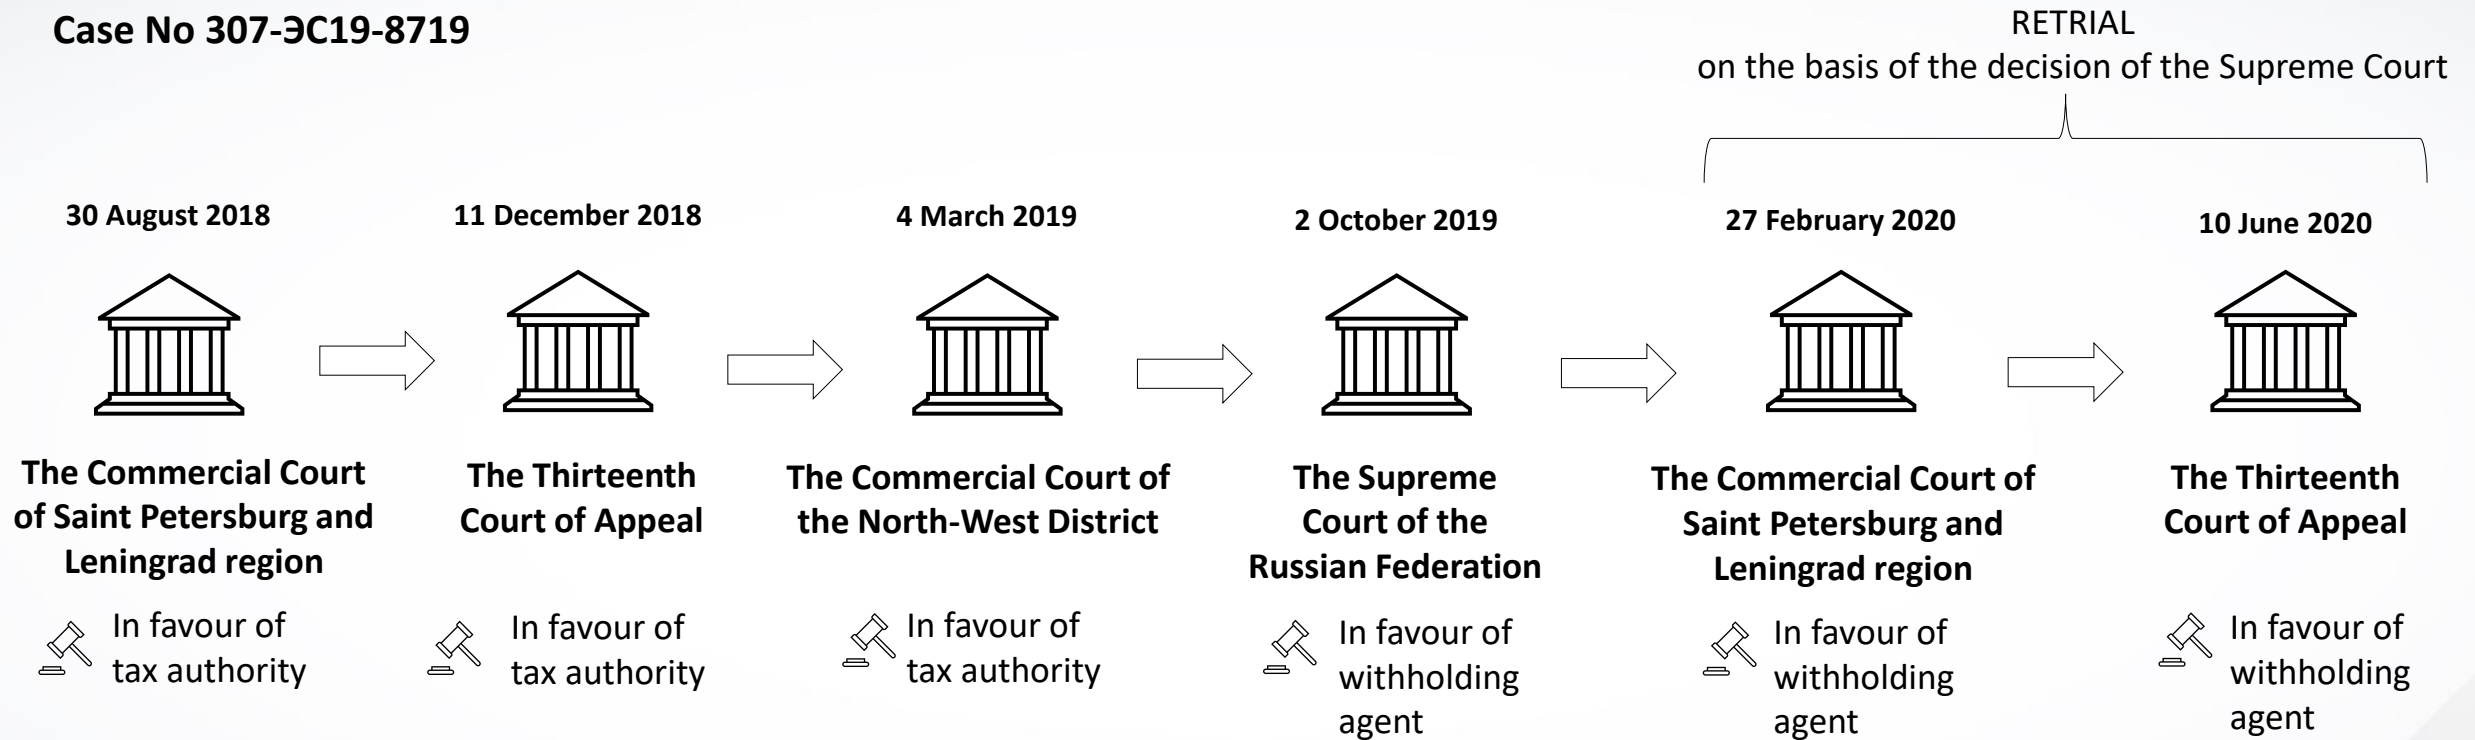 Case No 307-ЭС19-8719
RETRIAL
on the basis of the decision of the Supreme Court
30 August 2018
11 December 2018
4 March 2019
2 October 2019
27 February 2020
10 June 2020
The Commercial Court
of Saint Petersburg and
Leningrad region
The Thirteenth
Court of Appeal
The Commercial Court of
the North-West District
The Supreme
Court of the
Russian Federation
The Commercial Court of
Saint Petersburg and
Leningrad region
The Thirteenth
Court of Appeal
In favour of
tax authority
In favour of
tax authority
In favour of
tax authority
In favour of
withholding
agent
In favour of
withholding
agent
In favour of
withholding
agent